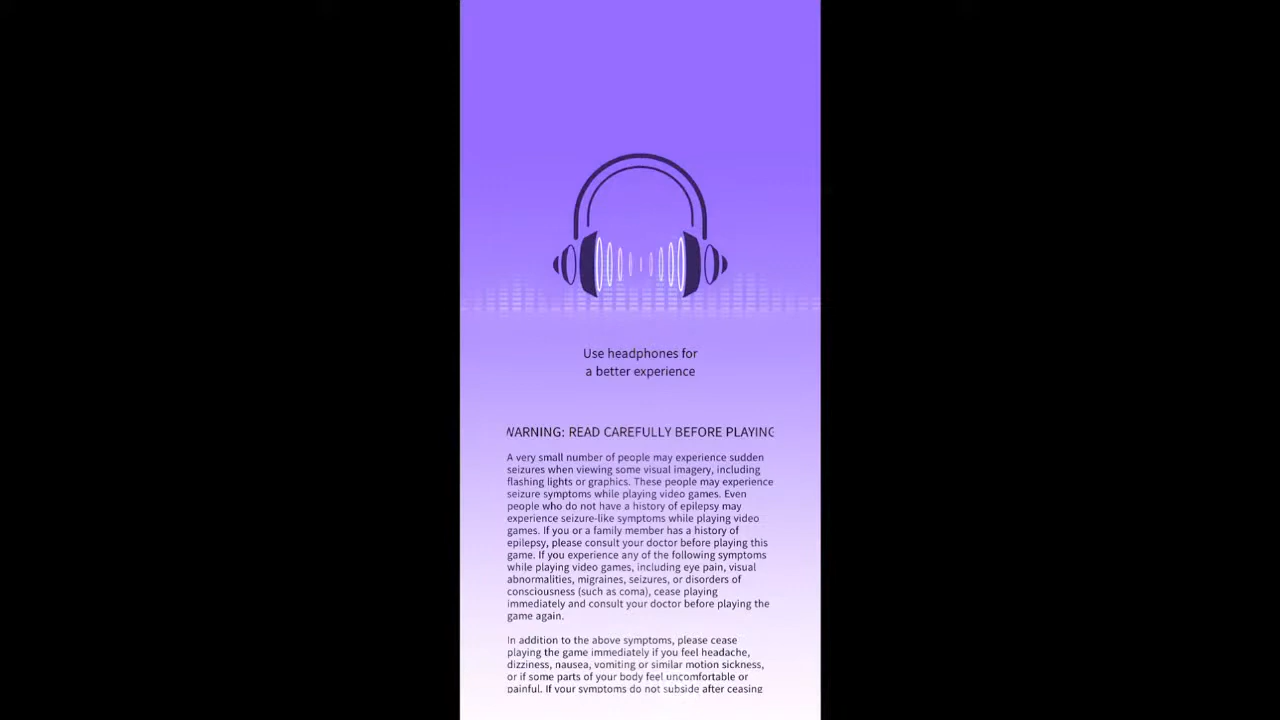 Use headphones for
a better experience
WARNING: READ CAREFULLY BEFORE PLAYING
A very small number of people may experience sudden
seizures when viewing some visual imagery, including
flashing lights or graphics. These people may experience
seizure symptoms while playing video games. Even
people who do not have a history of epilepsy may
experience seizure-like symptoms while playing video
games. If you or a family member has a history of
epilepsy, please consult your doctor before playing this
game. If you experience any of the following symptoms
while playing video games, including eye pain, visual
abnormalities, migraines, seizures, or disorders of
consciousness (such as coma), cease playing
immediately and consult your doctor before playing the
game again.
In addition to the above symptoms, please cease
playing the game immediately if you feel headache,
dizziness, nausea, vomiting or similar motion sickness,
or if some parts of your body feel uncomfortable or
painful. If your symptoms do not subside after ceasing